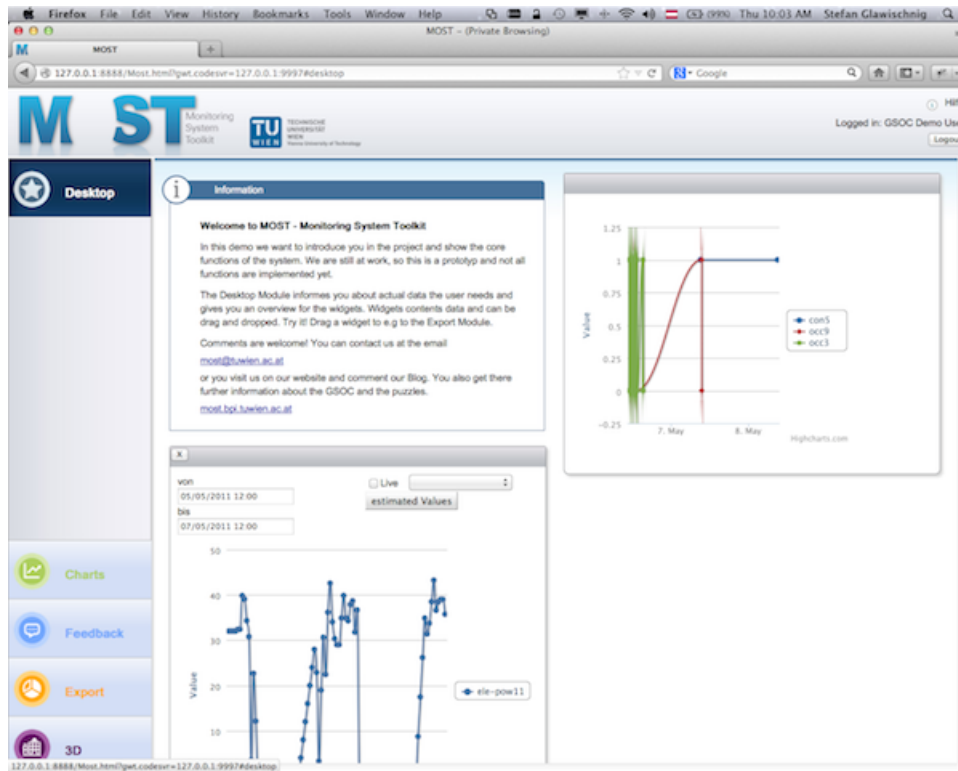 Firefox File Edit View History Bookmarks Tools Window Help (99%) Thu 10:03 AM Stefan Glawischnig
MOST - (Private Browsing)
MOST
127.0.0.1:8888/Most.html?gwt.codesvr=127.0.0.1:9997#desktop
Google
M ST
Monitoring
System
Toolkit
TU
WIEN
TECHNISCHE
UNIVERSITÄT
WIEN
Vienna University of Technology
Logged in: GSOC Demo Use
Logou
Desktop
Information
Welcome to MOST - Monitoring System Toolkit
In this demo we want to introduce you in the project and show the core
functions of the system. We are still at work, so this is a prototyp and not all
functions are implemented yet.
The Desktop Module informes you about actual data the user needs and
gives you an overview for the widgets. Widgets contents data and can be
drag and dropped. Try it! Drag a widget to e.g to the Export Module.
Comments are welcome! You can contact us at the email
most@tuwien.ac.at
or you visit us on our website and comment our Blog. You also get there
further information about the GSOC and the puzzles.
most.bpi.tuwien.ac.at
1.25
1
0.75
0.5
0.25
0
-0.25
Value
7. May
8. May
con5
occ9
occ3
Highcharts.com
X
von
05/05/2011 12:00
bis
07/05/2011 12:00
Live
estimated Values
50
40
30
20
10
Value
ele-pow11
Charts
Feedback
Export
3D
127.0.0.1:8888/Most.html?gwt.codesvr=127.0.0.1:9997#desktop